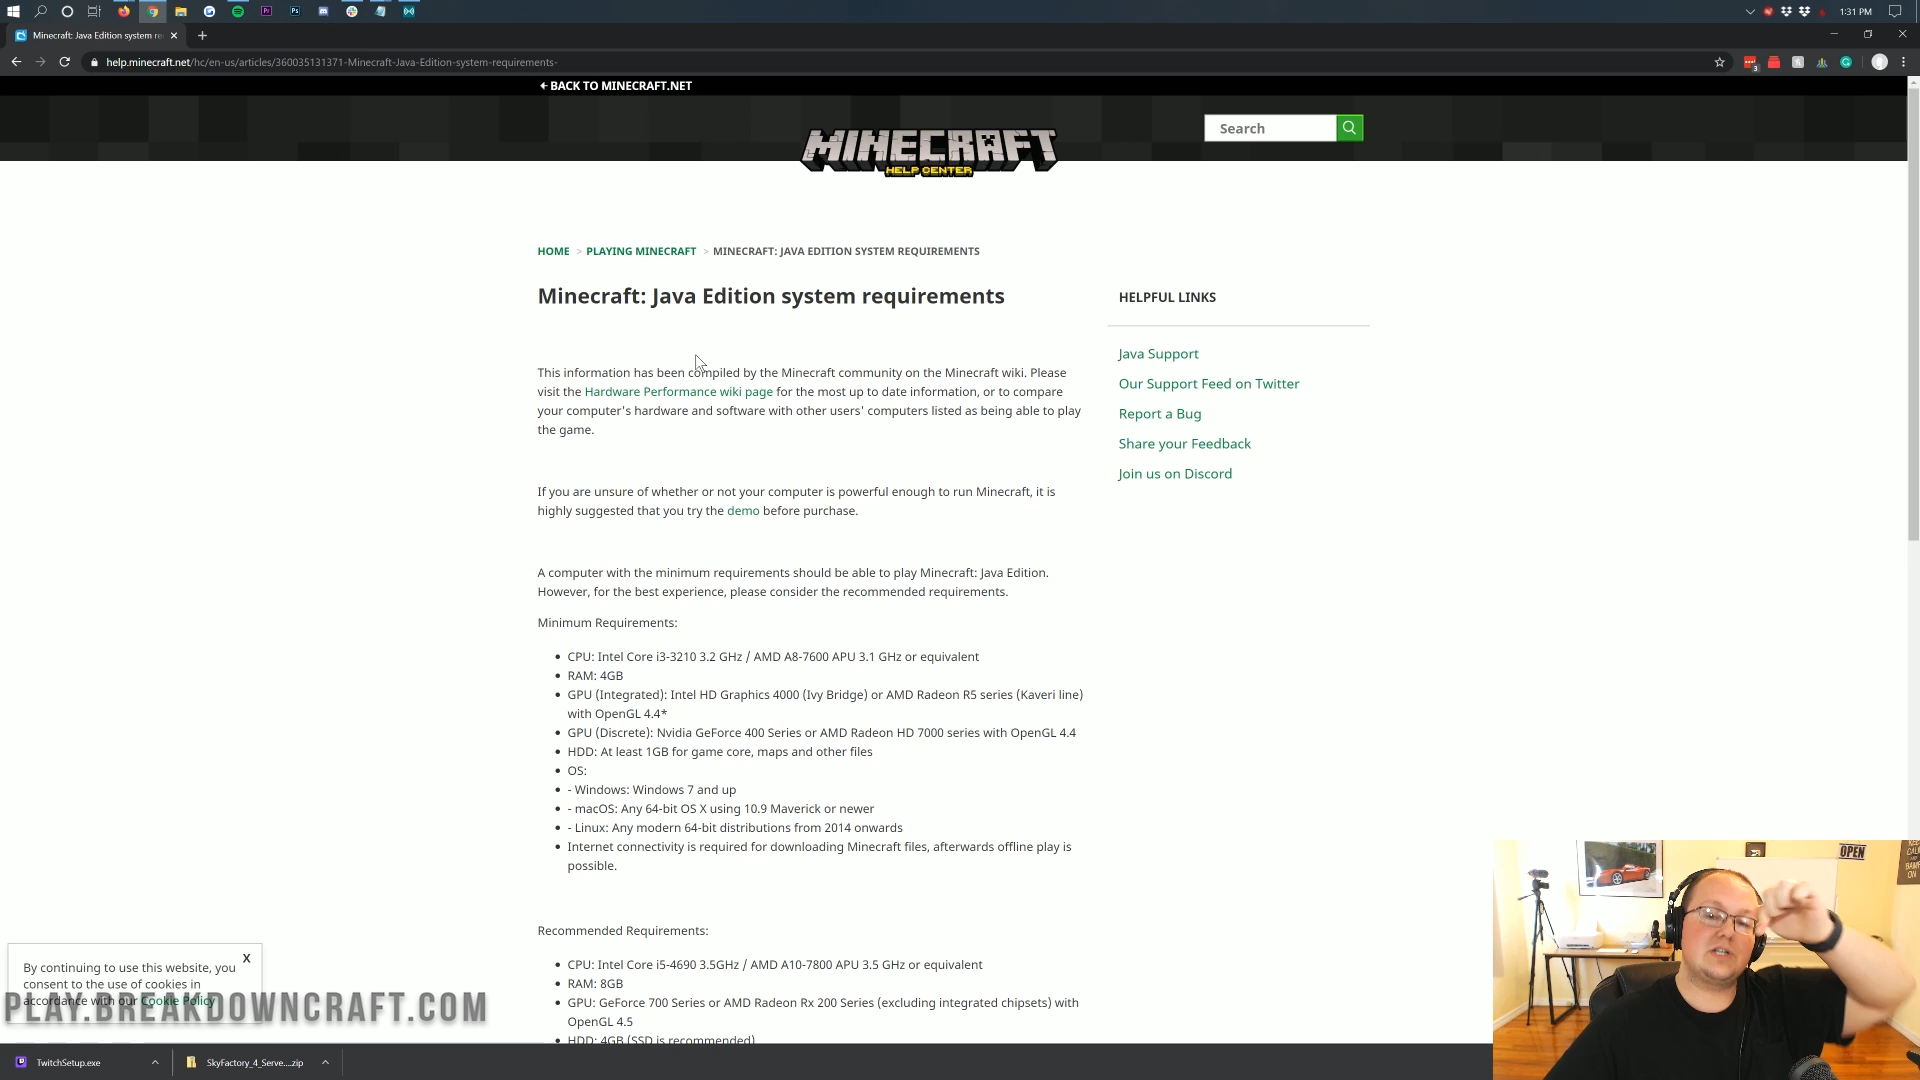 1:31 PM
Minecraft: Java Edition system re
help.minecraft.net/hc/en-us/articles/360035131371-Minecraft-Java-Edition-system-requirements-
3
BACK TO MINECRAFT.NET
Search
MINECRAFT
HELP CENTER
HOME > PLAYING MINECRAFT > MINECRAFT: JAVA EDITION SYSTEM REQUIREMENTS
Minecraft: Java Edition system requirements
This information has been compiled by the Minecraft community on the Minecraft wiki. Please
visit the Hardware Performance wiki page for the most up to date information, or to compare
your computer's hardware and software with other users' computers listed as being able to play
the game.
If you are unsure of whether or not your computer is powerful enough to run Minecraft, it is
highly suggested that you try the demo before purchase.
A computer with the minimum requirements should be able to play Minecraft: Java Edition.
However, for the best experience, please consider the recommended requirements.
Minimum Requirements:
• CPU: Intel Core i3-3210 3.2 GHz / AMD A8-7600 APU 3.1 GHz or equivalent
• RAM: 4GB
• GPU (Integrated): Intel HD Graphics 4000 (Ivy Bridge) or AMD Radeon R5 series (Kaveri line)
with OpenGL 4.4*
• GPU (Discrete): Nvidia GeForce 400 Series or AMD Radeon HD 7000 series with OpenGL 4.4
• HDD: At least 1GB for game core, maps and other files
• OS:
• - Windows: Windows 7 and up
• - macOS: Any 64-bit OS X using 10.9 Maverick or newer
• - Linux: Any modern 64-bit distributions from 2014 onwards
• Internet connectivity is required for downloading Minecraft files, afterwards offline play is
possible.
Recommended Requirements:
• CPU: Intel Core i5-4690 3.5GHz / AMD A10-7800 APU 3.5 GHz or equivalent
• RAM: 8GB
• GPU: GeForce 700 Series or AMD Radeon Rx 200 Series (excluding integrated chipsets) with
OpenGL 4.5
• HDD: 4GB (SSD is recommended)
HELPFUL LINKS
Java Support
Our Support Feed on Twitter
Report a Bug
Share your Feedback
Join us on Discord
X
By continuing to use this website, you
consent to the use of cookies in
accordance with our Cookie Policy
PLAY.BREAKDOWNCRAFT.COM
TwitchSetup.exe
SkyFactory_4_Serve....zip
OPEN
CALM
AND
ON